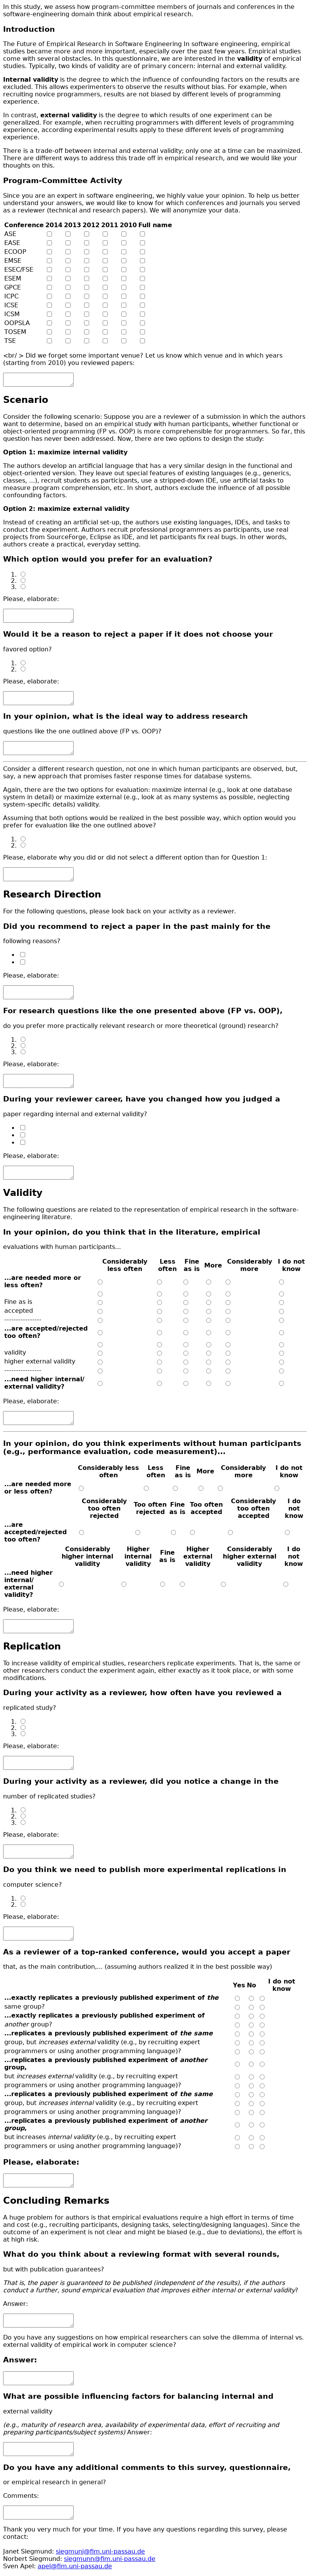 In this study, we assess how program-committee members of journals and conferences in the
software-engineering domain think about empirical research.
Introduction
The Future of Empirical Research in Software Engineering In software engineering, empirical
studies became more and more important, especially over the past few years. Empirical studies
come with several obstacles. In this questionnaire, we are interested in the validity of empirical
studies. Typically, two kinds of validity are of primary concern: internal and external validity.
Internal validity is the degree to which the influence of confounding factors on the results are
excluded. This allows experimenters to observe the results without bias. For example, when
recruiting novice programmers, results are not biased by different levels of programming
experience.
In contrast, external validity is the degree to which results of one experiment can be
generalized. For example, when recruiting programmers with different levels of programming
experience, according experimental results apply to these different levels of programming
experience.
There is a trade-off between internal and external validity; only one at a time can be maximized.
There are different ways to address this trade off in empirical research, and we would like your
thoughts on this.
Program-Committee Activity
Since you are an expert in software engineering, we highly value your opinion. To help us better
understand your answers, we would like to know for which conferences and journals you served
as a reviewer (technical and research papers). We will anonymize your data.
Conference 2014 2013 2012 2011 2010 Full name
ASE
EASE
ECOOP
EMSE
ESEC/FSE
ESEM
GPCE
ICPC
ICSE
ICSM
OOPSLA
TOSEM
TSE
<br/ > Did we forget some important venue? Let us know which venue and in which years
(starting from 2010) you reviewed papers:
Scenario
Consider the following scenario: Suppose you are a reviewer of a submission in which the authors
want to determine, based on an empirical study with human participants, whether functional or
object-oriented programming (FP vs. OOP) is more comprehensible for programmers. So far, this
question has never been addressed. Now, there are two options to design the study:
Option 1: maximize internal validity
The authors develop an artificial language that has a very similar design in the functional and
object-oriented version. They leave out special features of existing languages (e.g., generics,
classes, ...), recruit students as participants, use a stripped-down IDE, use artificial tasks to
measure program comprehension, etc. In short, authors exclude the influence of all possible
confounding factors.
Option 2: maximize external validity
Instead of creating an artificial set-up, the authors use existing languages, IDEs, and tasks to
conduct the experiment. Authors recruit professional programmers as participants, use real
projects from SourceForge, Eclipse as IDE, and let participants fix real bugs. In other words,
authors create a practical, everyday setting.
Which option would you prefer for an evaluation?
1.
2.
3.
Please, elaborate:
Would it be a reason to reject a paper if it does not choose your
favored option?
1.
2.
Please, elaborate:
In your opinion, what is the ideal way to address research
questions like the one outlined above (FP vs. OOP)?
Consider a different research question, not one in which human participants are observed, but,
say, a new approach that promises faster response times for database systems.
Again, there are the two options for evaluation: maximize internal (e.g., look at one database
system in detail) or maximize external (e.g., look at as many systems as possible, neglecting
system-specific details) validity.
Assuming that both options would be realized in the best possible way, which option would you
prefer for evaluation like the one outlined above?
1.
2.
Please, elaborate why you did or did not select a different option than for Question 1:
Research Direction
For the following questions, please look back on your activity as a reviewer.
Did you recommend to reject a paper in the past mainly for the
following reasons?
Please, elaborate:
For research questions like the one presented above (FP vs. OOP),
do you prefer more practically relevant research or more theoretical (ground) research?
1.
2.
3.
Please, elaborate:
During your reviewer career, have you changed how you judged a
paper regarding internal and external validity?
Please, elaborate:
Validity
The following questions are related to the representation of empirical research in the software-
engineering literature.
In your opinion, do you think that in the literature, empirical
evaluations with human participants...
Considerably less often Less often Fine as is More Considerably more I do not know
...are needed more or less often?
Fine as is
accepted
----------------
...are accepted/rejected too often?
validity
higher external validity
----------------
...need higher internal/ external validity?
Please, elaborate:
In your opinion, do you think experiments without human participants
(e.g., performance evaluation, code measurement)...
Considerably less often Less often Fine as is More Considerably more I do not know
...are needed more or less often?
Considerably too often rejected Too often rejected Fine as is Too often accepted Considerably too often accepted I do not know
...are accepted/rejected too often?
Considerably higher internal validity Higher internal validity Fine as is Higher external validity Considerably higher external validity I do not know
...need higher internal/ external validity?
Please, elaborate:
Replication
To increase validity of empirical studies, researchers replicate experiments. That is, the same or
other researchers conduct the experiment again, either exactly as it took place, or with some
modifications.
During your activity as a reviewer, how often have you reviewed a
replicated study?
1.
2.
3.
Please, elaborate:
During your activity as a reviewer, did you notice a change in the
number of replicated studies?
1.
2.
3.
Please, elaborate:
Do you think we need to publish more experimental replications in
computer science?
1.
2.
Please, elaborate:
As a reviewer of a top-ranked conference, would you accept a paper
that, as the main contribution,... (assuming authors realized it in the best possible way)
Yes No I do not know
...exactly replicates a previously published experiment of the
same group?
...exactly replicates a previously published experiment of
another group?
...replicates a previously published experiment of the same
group, but increases external validity (e.g., by recruiting expert
programmers or using another programming language)?
...replicates a previously published experiment of another
group,
but increases external validity (e.g., by recruiting expert
programmers or using another programming language)?
...replicates a previously published experiment of the same
group, but increases internal validity (e.g., by recruiting expert
programmers or using another programming language)?
...replicates a previously published experiment of another
group,
but increases internal validity (e.g., by recruiting expert
programmers or using another programming language)?
Please, elaborate:
Concluding Remarks
A huge problem for authors is that empirical evaluations require a high effort in terms of time
and cost (e.g., recruiting participants, designing tasks, selecting/designing languages). Since the
outcome of an experiment is not clear and might be biased (e.g., due to deviations), the effort is
at high risk.
What do you think about a reviewing format with several rounds,
but with publication guarantees?
That is, the paper is guaranteed to be published (independent of the results), if the authors
conduct a further, sound empirical evaluation that improves either internal or external validity?
Answer:
Do you have any suggestions on how empirical researchers can solve the dilemma of internal vs.
external validity of empirical work in computer science?
Answer:
What are possible influencing factors for balancing internal and
external validity
(e.g., maturity of research area, availability of experimental data, effort of recruiting and
preparing participants/subject systems) Answer:
Do you have any additional comments to this survey, questionnaire,
or empirical research in general?
Comments:
Thank you very much for your time. If you have any questions regarding this survey, please
contact:
Janet Siegmund: siegmunj@fim.uni-passau.de
Norbert Siegmund: siegmunn@fim.uni-passau.de
Sven Apel: apel@fim.uni-passau.de